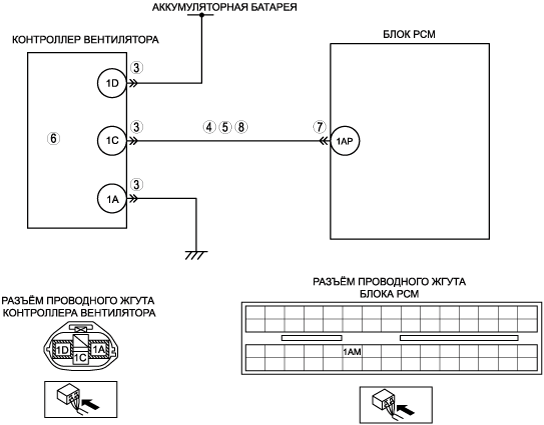 АККУМУЛЯТОРНАЯ БАТАРЕЯ
КОНТРОЛЛЕР ВЕНТИЛЯТОРА
БЛОК PCM
1D
3
6
1C
3
4 5 8
7
1AP
1A
3
РАЗЪЁМ ПРОВОДНОГО ЖГУТА
КОНТРОЛЛЕРА ВЕНТИЛЯТОРА
1D
1C
1A
РАЗЪЁМ ПРОВОДНОГО ЖГУТА
БЛОКА PCM
1AM